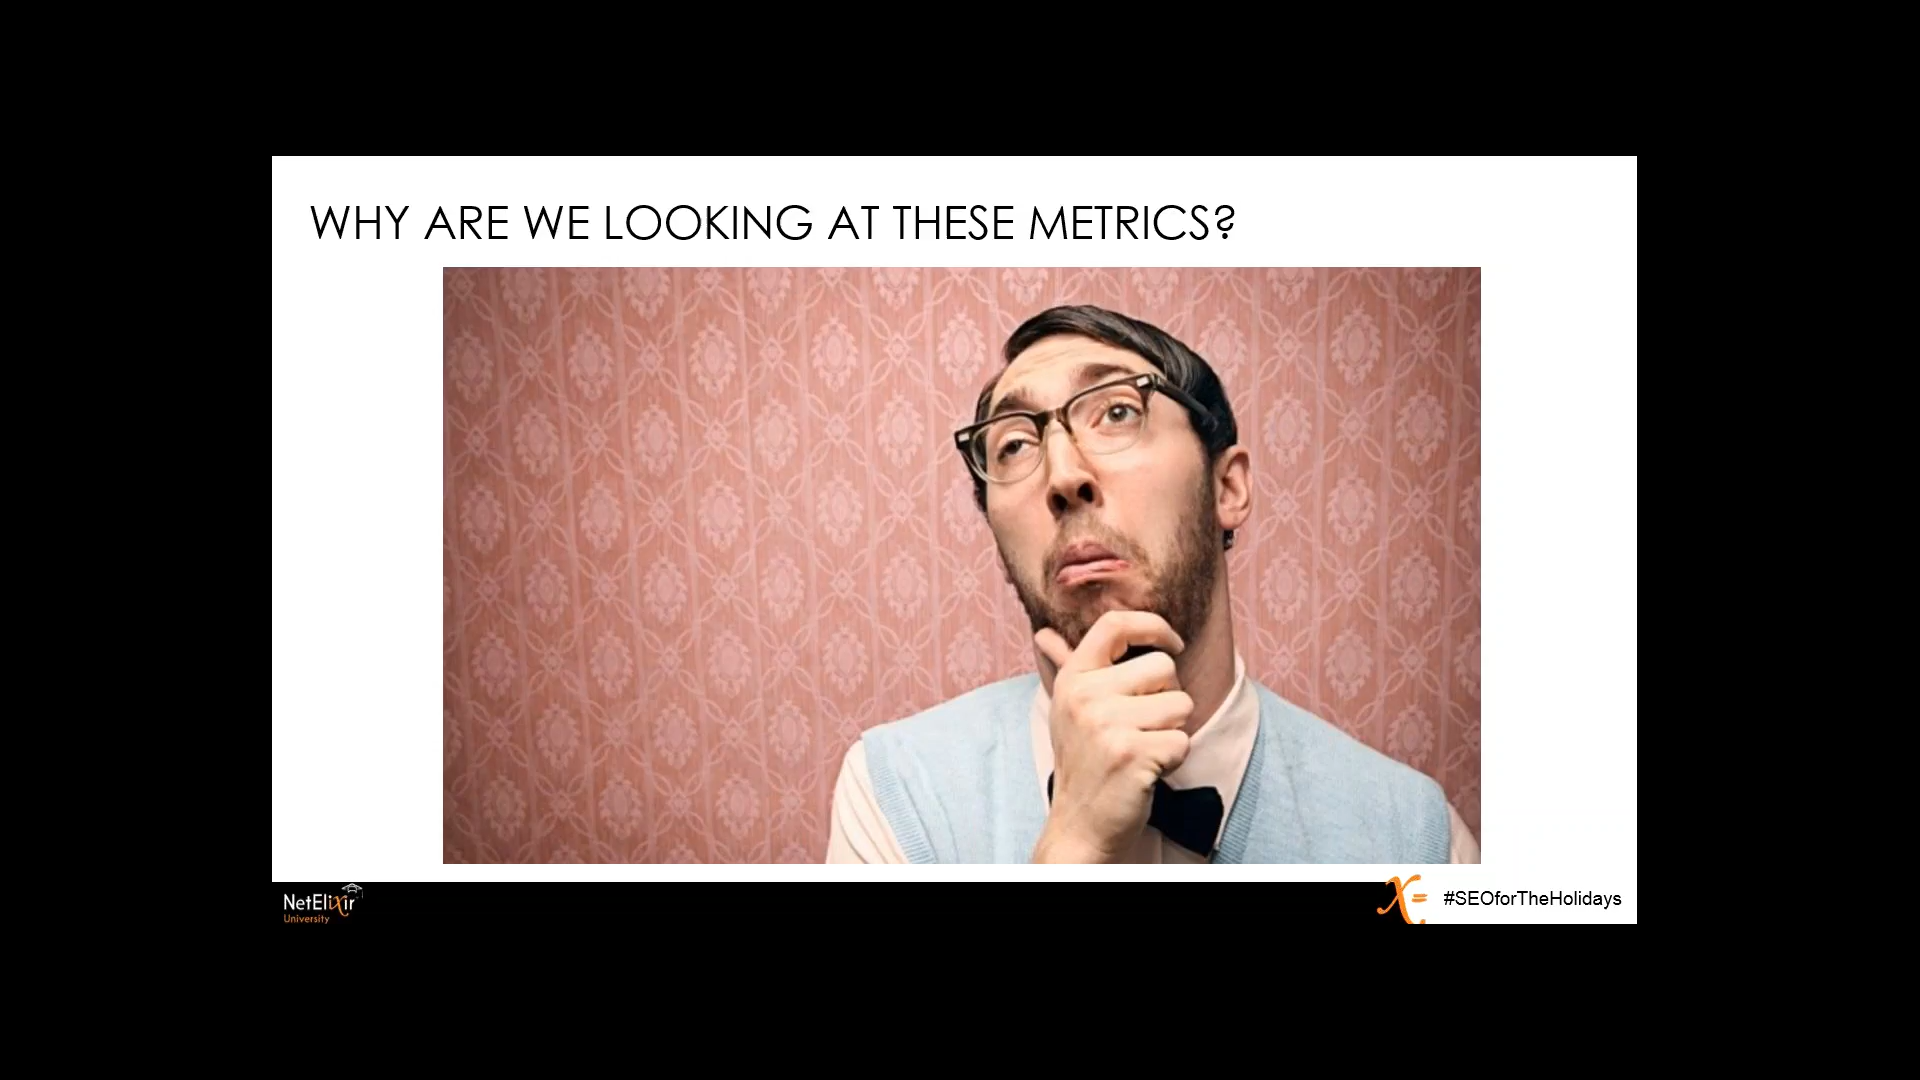 WHY ARE WE LOOKING AT THESE METRICS?
NetElixir
University
X=
#SEOforTheHolidays